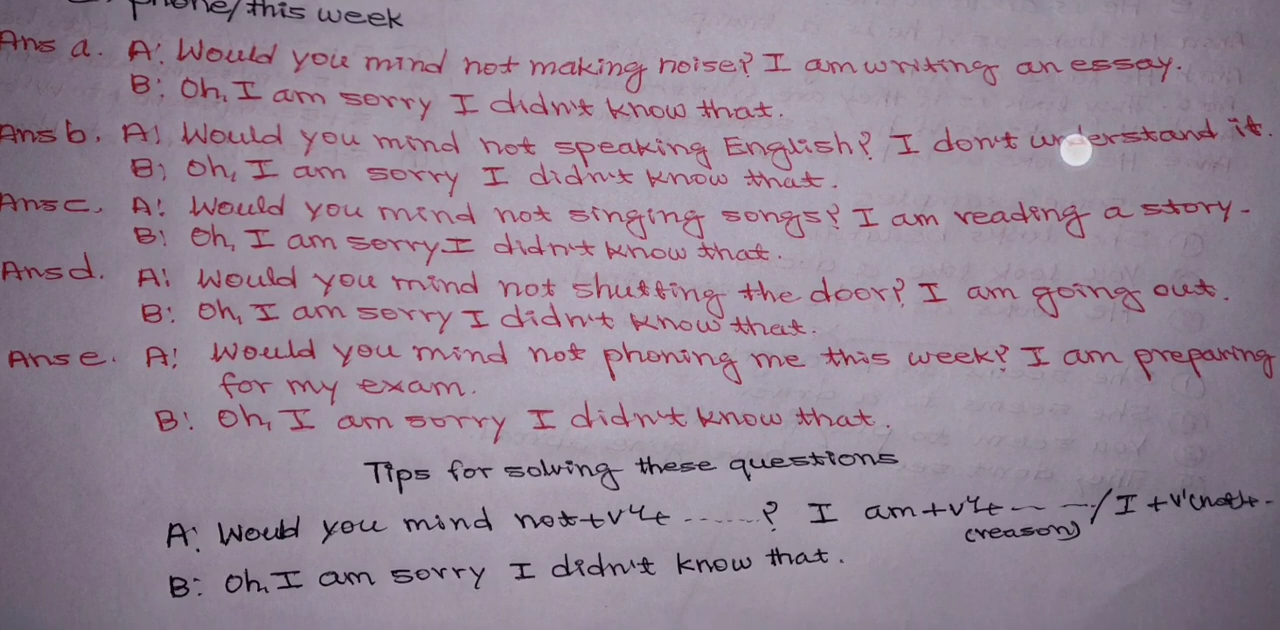 phone/this week
Ans a. A: Would you mind not making noise? I am writing an essay.
B: Oh, I am sorry I didn't know that.
Ans b. A: Would you mind not speaking English? I don't understand it.
B: Oh, I am sorry I didn't know that.
Ans c. A: Would you mind not singing songs? I am reading a story.
B: Oh, I am sorry I didn't know that.
Ans d. A: Would you mind not shutting the door? I am going out.
B: Oh, I am sorry I didn't know that.
Ans e. A: Would you mind not phoning me this week? I am preparing
for my exam.
B: Oh, I am sorry I didn't know that.
Tips for solving these questions
A: Would you mind not+v⁴+ ......? I am+v⁴+ --- --/I+v'
(reason)
B: Oh, I am sorry I didn't know that.